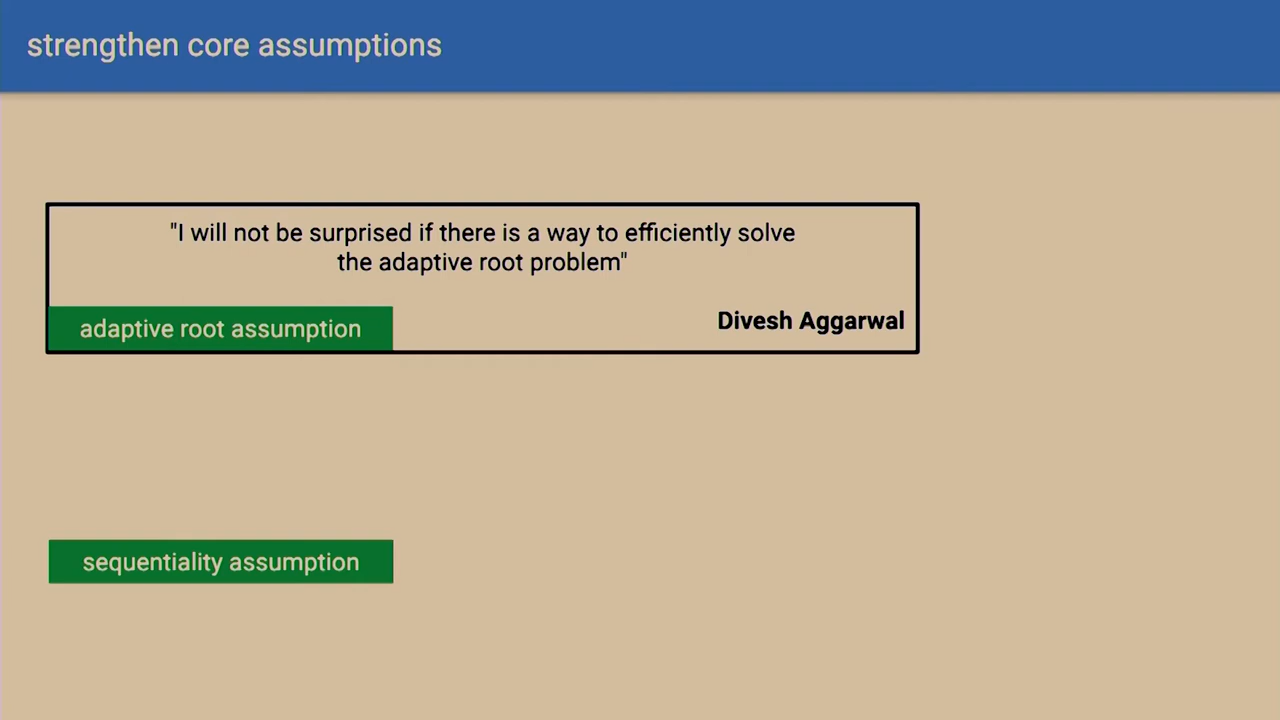 strengthen core assumptions
"I will not be surprised if there is a way to efficiently solve
the adaptive root problem"
Divesh Aggarwal
adaptive root assumption
sequentiality assumption